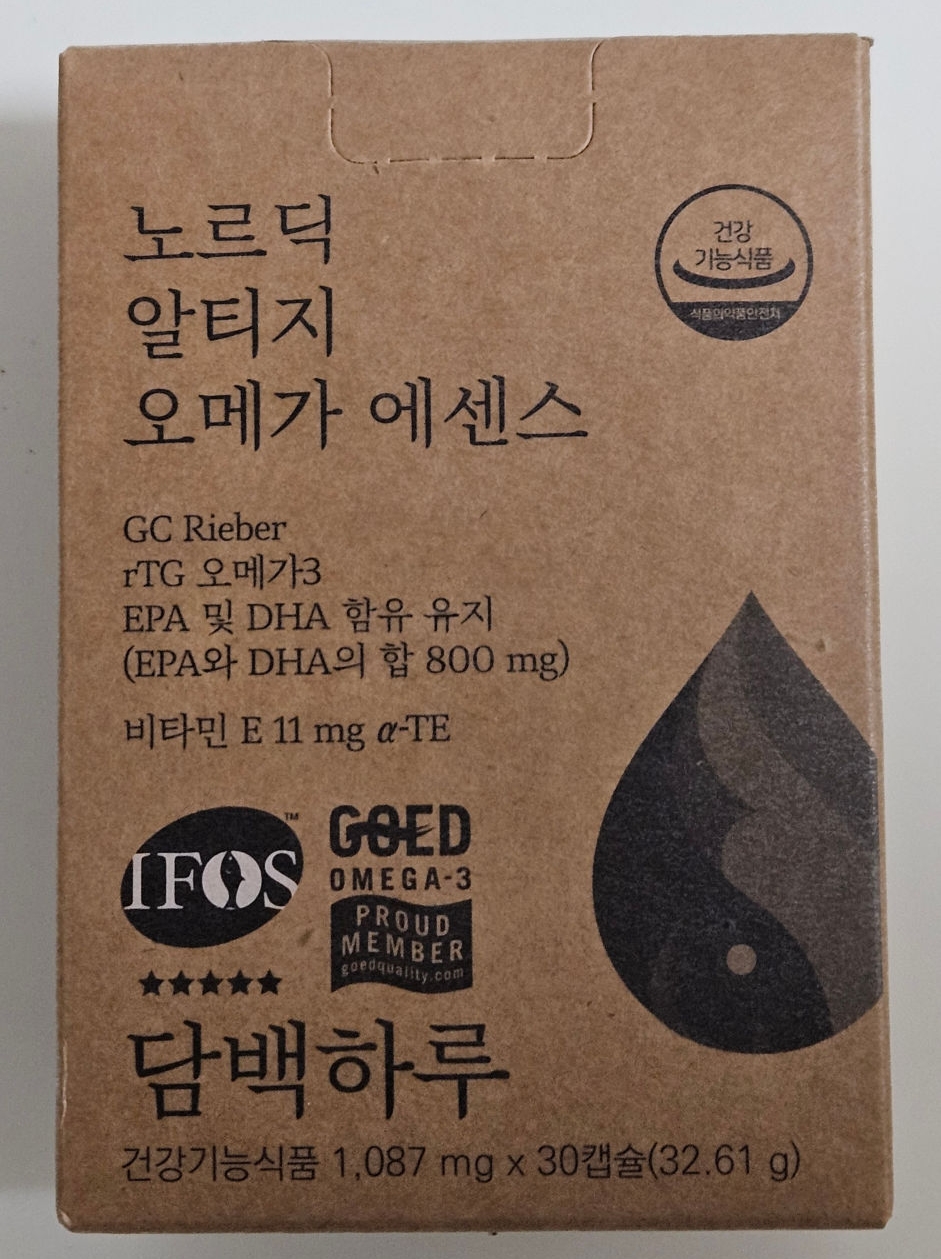 노르딕
알티지
오메가 에센스
건강
기능식품
식품의약품안전처
GC Rieber
rTG 오메가3
EPA 및 DHA 함유 유지
(EPA와 DHA의 합 800 mg)
비타민 E 11 mg α-TE
IFOS™
GOED
OMEGA-3
PROUD
MEMBER
goedquality.com
담백하루
건강기능식품 1,087 mg x 30캡슐(32.61 g)